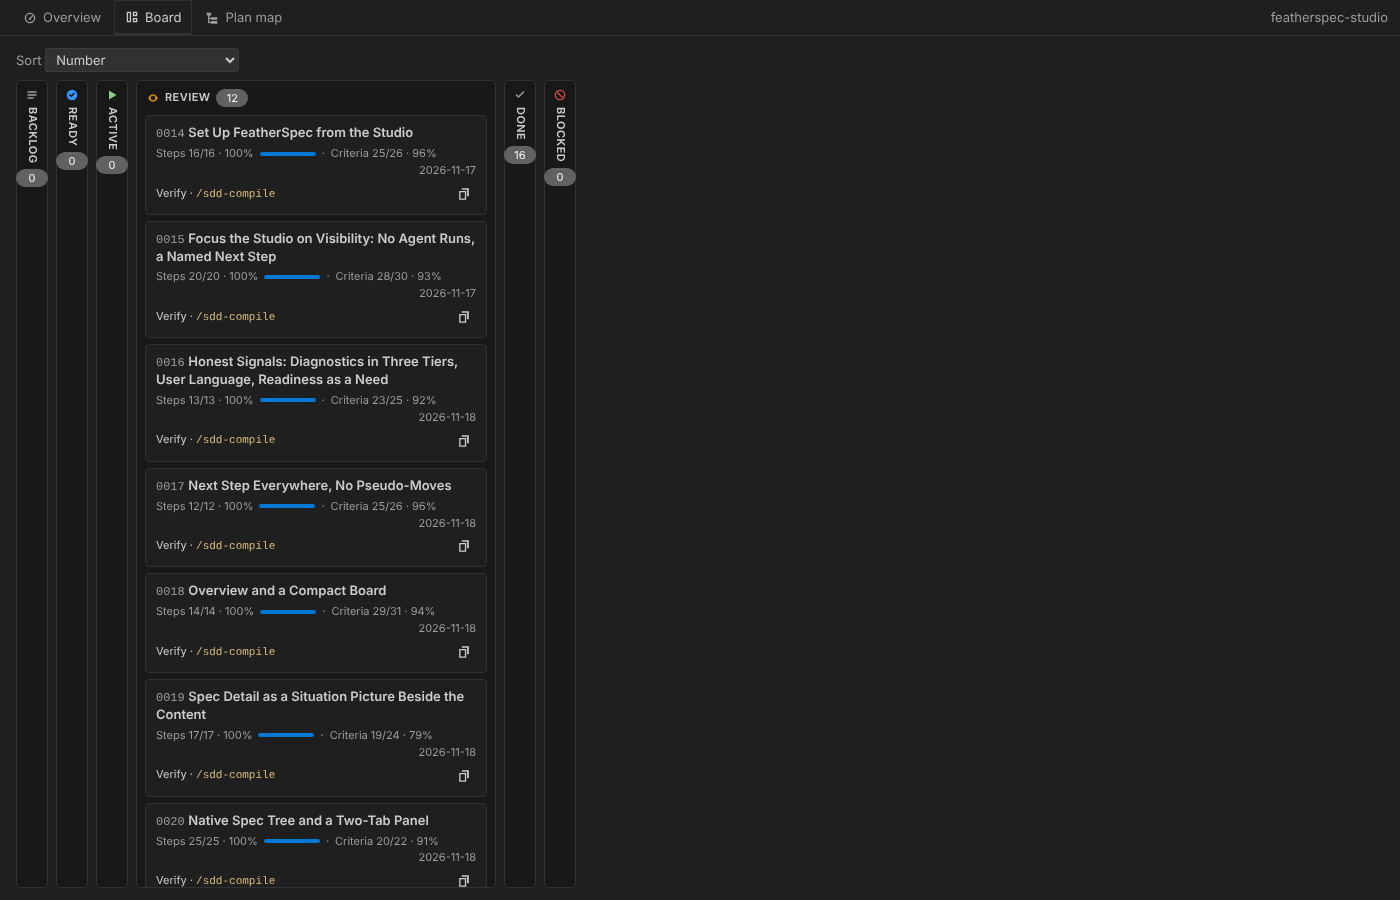 Overview
Board
Plan map
featherspec-studio
Sort Number
BACKLOG
0
READY
0
ACTIVE
0
REVIEW 12
0014 Set Up FeatherSpec from the Studio
Steps 16/16 · 100% · Criteria 25/26 · 96%
2026-11-17
Verify · /sdd-compile
0015 Focus the Studio on Visibility: No Agent Runs,
a Named Next Step
Steps 20/20 · 100% · Criteria 28/30 · 93%
2026-11-17
Verify · /sdd-compile
0016 Honest Signals: Diagnostics in Three Tiers,
User Language, Readiness as a Need
Steps 13/13 · 100% · Criteria 23/25 · 92%
2026-11-18
Verify · /sdd-compile
0017 Next Step Everywhere, No Pseudo-Moves
Steps 12/12 · 100% · Criteria 25/26 · 96%
2026-11-18
Verify · /sdd-compile
0018 Overview and a Compact Board
Steps 14/14 · 100% · Criteria 29/31 · 94%
2026-11-18
Verify · /sdd-compile
0019 Spec Detail as a Situation Picture Beside the
Content
Steps 17/17 · 100% · Criteria 19/24 · 79%
2026-11-18
Verify · /sdd-compile
0020 Native Spec Tree and a Two-Tab Panel
Steps 25/25 · 100% · Criteria 20/22 · 91%
2026-11-18
Verify · /sdd-compile
DONE
16
BLOCKED
0